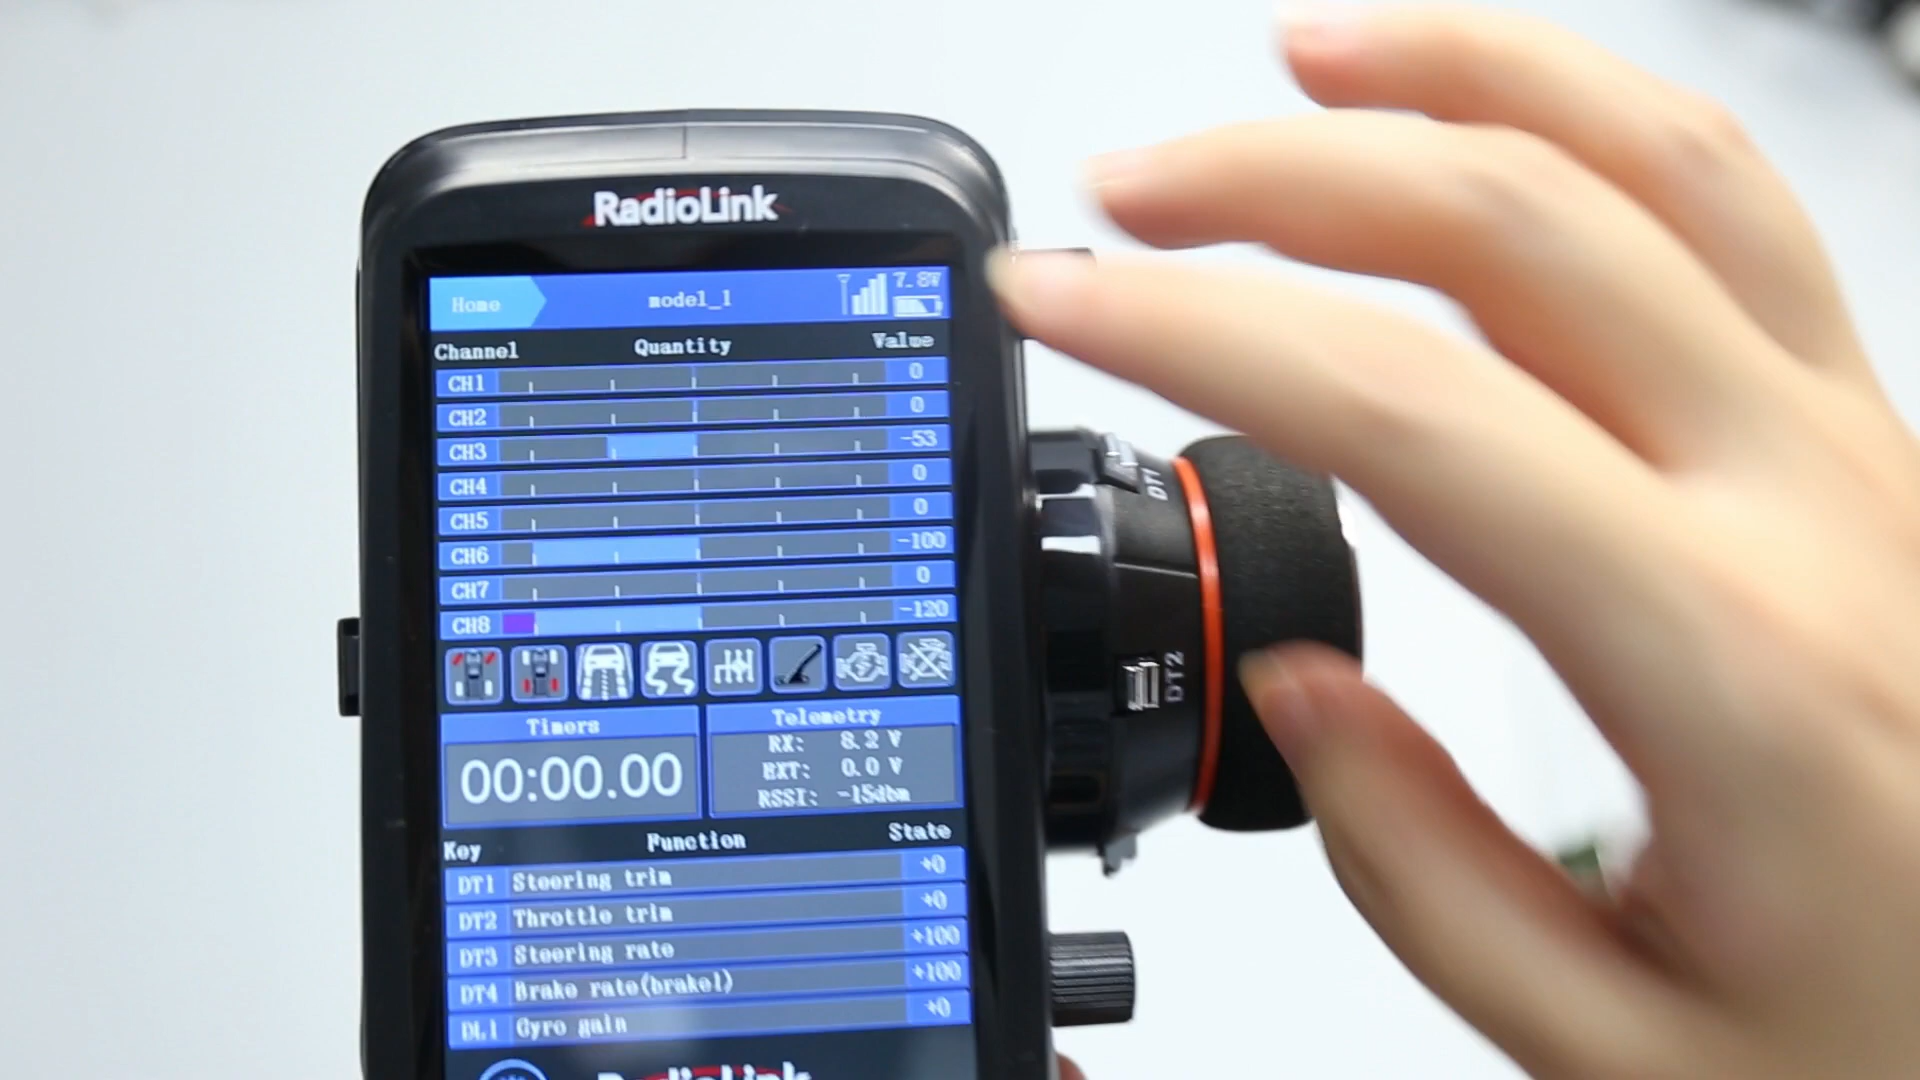 RadioLink
Home model_1 7.8V
Channel Quantity Value
CH1 0
CH2 0
CH3 -53
CH4 0
CH5 0
CH6 -100
CH7 0
CH8 -120
Timers Telemetry
00:00.00
RX: 8.2 V
EXT: 0.0 V
RSSI: -15dbm
Key Function State
DT1 Steering trim +0
DT2 Throttle trim +0
DT3 Steering rate +100
DT4 Brake rate(brake1) +100
DL1 Gyro gain +0
RadioLink
DT1
DT2